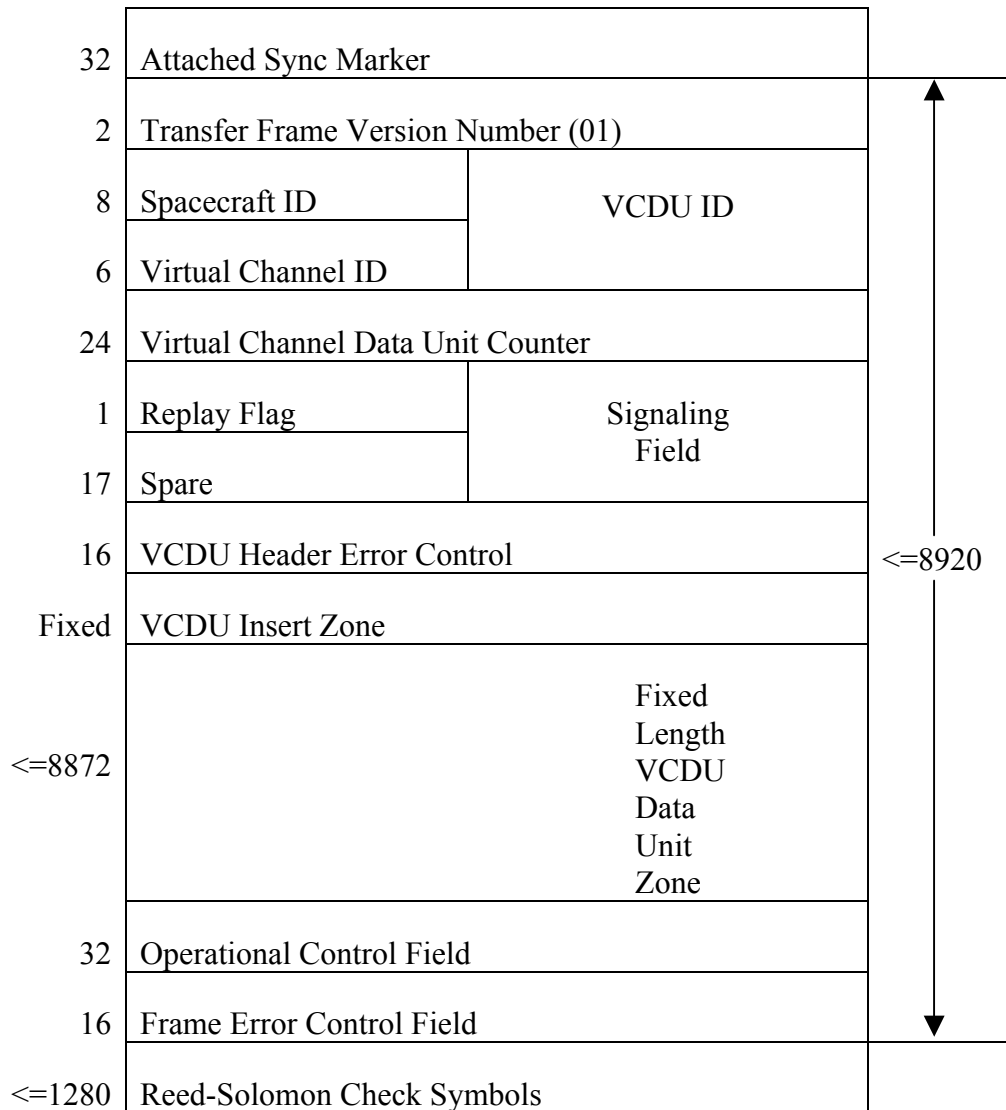 32 Attached Sync Marker
2 Transfer Frame Version Number (01)
8 Spacecraft ID VCDU ID
6 Virtual Channel ID
24 Virtual Channel Data Unit Counter
1 Replay Flag Signaling
Field
17 Spare
16 VCDU Header Error Control <=8920
Fixed VCDU Insert Zone
Fixed
Length
<=8872 VCDU
Data
Unit
Zone
32 Operational Control Field
16 Frame Error Control Field
<=1280 Reed-Solomon Check Symbols